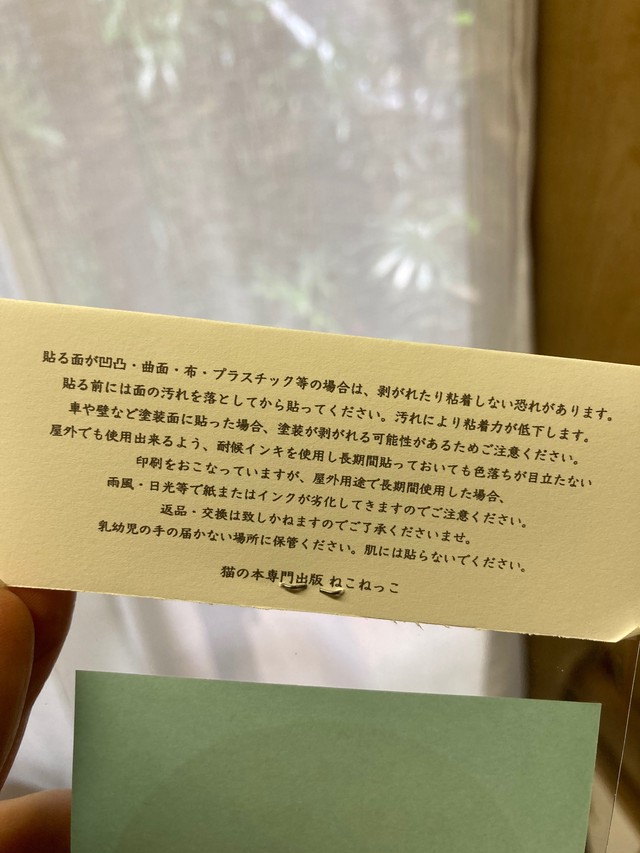 貼る面が凹凸・曲面・布・プラスチック等の場合は、剥がれたり粘着しない恐れがあります。
貼る前には面の汚れを落としてから貼ってください。汚れにより粘着力が低下します。
車や壁など塗装面に貼った場合、塗装が剥がれる可能性があるためご注意ください。
屋外でも使用出来るよう、耐候インキを使用し長期間貼っておいても色落ちが目立たない
印刷をおこなっていますが、屋外用途で長期間使用した場合、
雨風・日光等で紙またはインクが劣化してきますのでご注意ください。
返品・交換は致しかねますのでご了承くださいませ。
乳幼児の手の届かない場所に保管ください。肌には貼らないでください。
猫の本専門出版 ねこねっこ